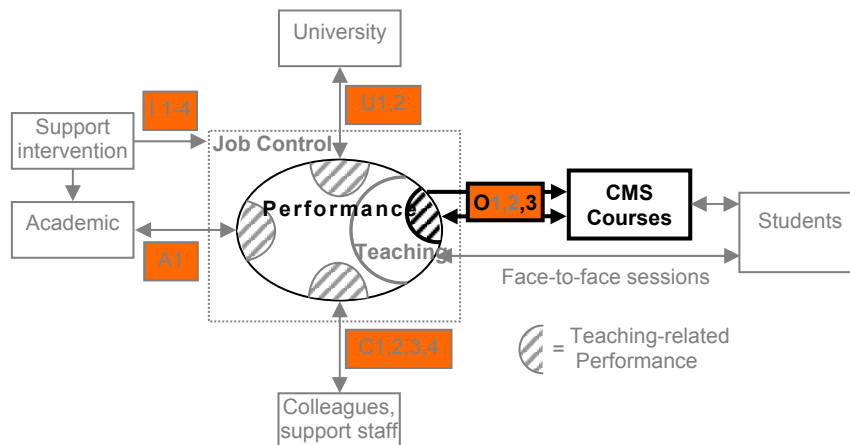 University
I 1-4
U1,2
Support
intervention
Job Control
Performance
O1,2,3
CMS
Courses
Academic
Students
Teaching
A1
Face-to-face sessions
C1,2,3,4
= Teaching-related
Performance
Colleagues,
support staff